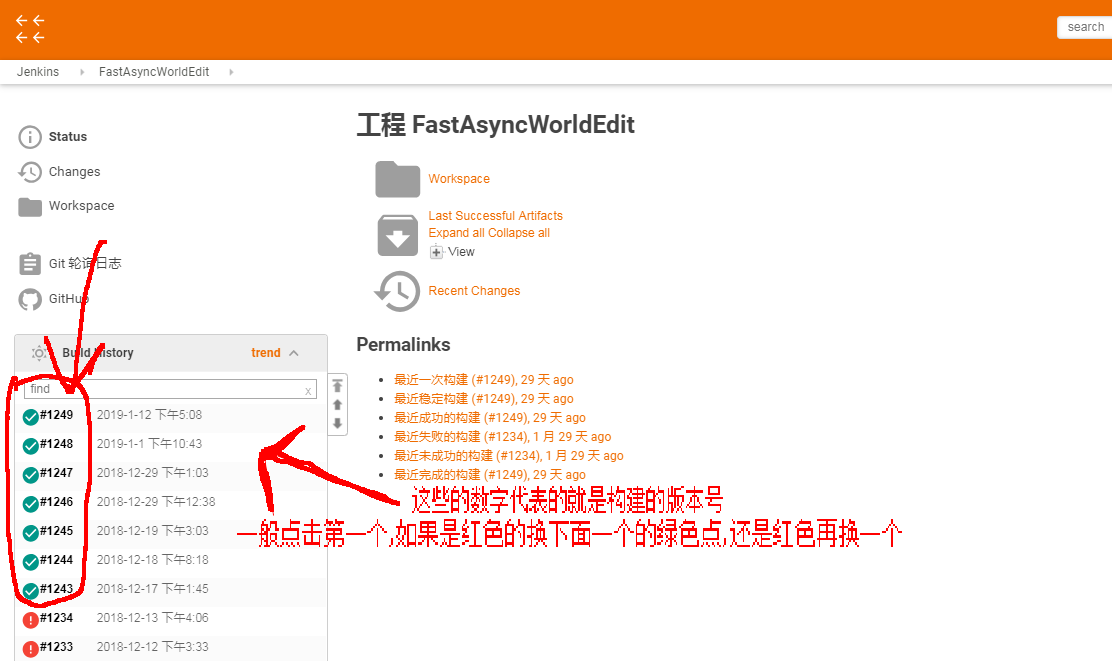 search
Jenkins
FastAsyncWorldEdit
Status
Changes
Workspace
Git 轮询日志
GitHub
Build History
trend
find
x
#1249 2019-1-12 下午5:08
#1248 2019-1-1 下午10:43
#1247 2018-12-29 下午1:03
#1246 2018-12-29 下午12:38
#1245 2018-12-19 下午3:03
#1244 2018-12-18 下午8:18
#1243 2018-12-17 下午1:45
#1234 2018-12-13 下午4:06
#1233 2018-12-12 下午3:33
工程 FastAsyncWorldEdit
Workspace
Last Successful Artifacts
Expand all Collapse all
View
Recent Changes
Permalinks
最近一次构建 (#1249), 29 天 ago
最近稳定构建 (#1249), 29 天 ago
最近成功的构建 (#1249), 29 天 ago
最近失败的构建 (#1234), 1 月 29 天 ago
最近未成功的构建 (#1234), 1 月 29 天 ago
最近完成的构建 (#1249), 29 天 ago
这些的数字代表的就是构建的版本号
一般点击第一个,如果是红色的换下面一个的绿色点,还是红色再换一个